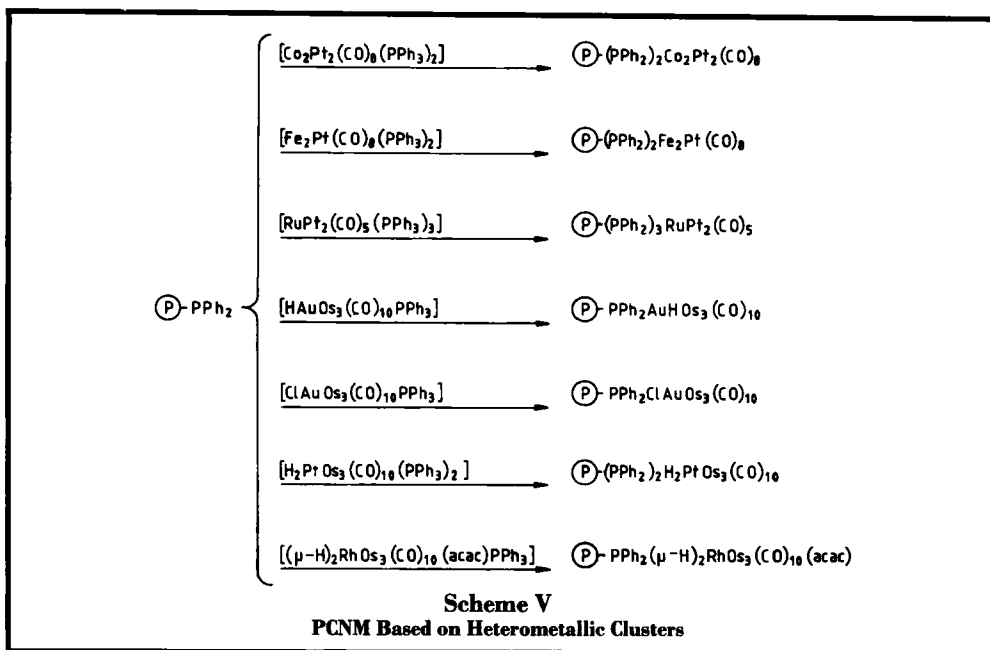 [Co₂Pt₂(CO)₈(PPh₃)₂] Ⓟ-(PPh₂)₂Co₂Pt₂(CO)₈
[Fe₂Pt(CO)₈(PPh₃)₂] Ⓟ-(PPh₂)₂Fe₂Pt(CO)₈
[RuPt₂(CO)₅(PPh₃)₃] Ⓟ-(PPh₂)₃RuPt₂(CO)₅
Ⓟ-PPh₂ [HAuOs₃(CO)₁₀PPh₃] Ⓟ-PPh₂AuHOs₃(CO)₁₀
[ClAuOs₃(CO)₁₀PPh₃] Ⓟ-PPh₂ClAuOs₃(CO)₁₀
[H₂PtOs₃(CO)₁₀(PPh₃)₂] Ⓟ-(PPh₂)₂H₂PtOs₃(CO)₁₀
[(μ-H)₂RhOs₃(CO)₁₀(acac)PPh₃] Ⓟ-PPh₂(μ-H)₂RhOs₃(CO)₁₀(acac)
Scheme V
PCNM Based on Heterometallic Clusters